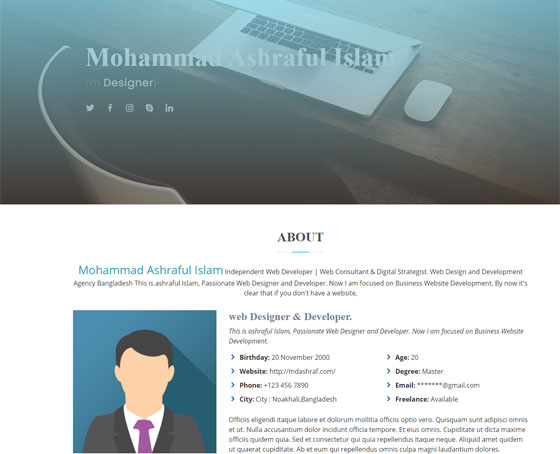 Mohammad Ashraful Islam
I'm Designer
ABOUT
Mohammad Ashraful Islam Independent Web Developer | Web Consultant & Digital Strategist. Web Design and Development
Agency Bangladesh This is ashraful Islam, Passionate Web Designer and Developer. Now I am focused on Business Website Development. By now it's
clear that if you don't have a website,
web Designer & Developer.
This is ashraful Islam, Passionate Web Designer and Developer. Now I am focused on Business Website
Development.
Birthday: 20 November 2000
Age: 20
Website: http://mdashraf.com/
Degree: Master
Phone: +123 456 7890
Email: *******@gmail.com
City: City : Noakhali,Bangladesh
Freelance: Available
Officiis eligendi itaque labore et dolorum mollitia officiis optio vero. Quisquam sunt adipisci omnis
et ut. Nulla accusantium dolor incidunt officia tempore. Et eius omnis. Cupiditate ut dicta maxime
officiis quidem quia. Sed et consectetur qui quia repellendus itaque neque. Aliquid amet quidem
ut quaerat cupiditate. Ab et eum qui repellendus omnis culpa magni laudantium dolores.